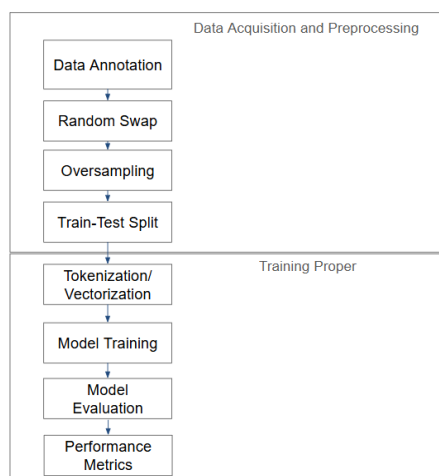 Data Acquisition and Preprocessing
Data Annotation
Random Swap
Oversampling
Train-Test Split
Training Proper
Tokenization/
Vectorization
Model Training
Model
Evaluation
Performance
Metrics